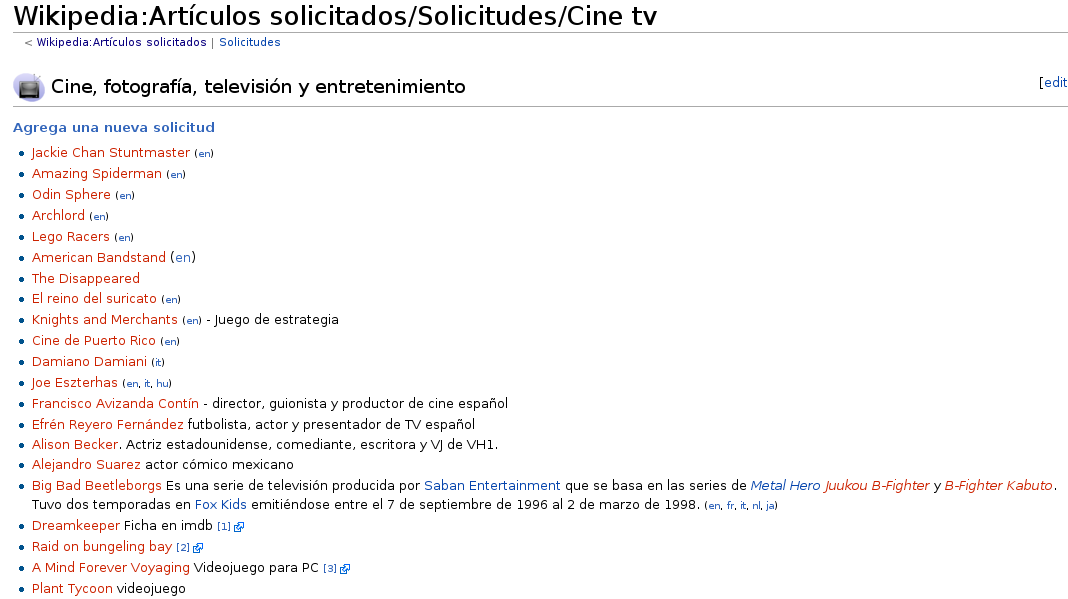 Wikipedia:Artículos solicitados/Solicitudes/Cine tv
< Wikipedia:Artículos solicitados | Solicitudes
Cine, fotografía, televisión y entretenimiento
[edit
Agrega una nueva solicitud
Jackie Chan Stuntmaster (en)
Amazing Spiderman (en)
Odin Sphere (en)
Archlord (en)
Lego Racers (en)
American Bandstand (en)
The Disappeared
El reino del suricato (en)
Knights and Merchants (en) - Juego de estrategia
Cine de Puerto Rico (en)
Damiano Damiani (it)
Joe Eszterhas (en, it, hu)
Francisco Avizanda Contín - director, guionista y productor de cine español
Efrén Reyero Fernández futbolista, actor y presentador de TV español
Alison Becker. Actriz estadounidense, comediante, escritora y VJ de VH1.
Alejandro Suarez actor cómico mexicano
Big Bad Beetleborgs Es una serie de televisión producida por Saban Entertainment que se basa en las series de Metal Hero Juukou B-Fighter y B-Fighter Kabuto.
Tuvo dos temporadas en Fox Kids emitiéndose entre el 7 de septiembre de 1996 al 2 de marzo de 1998. (en, fr, it, nl, ja)
Dreamkeeper Ficha en imdb [1]
Raid on bungeling bay [2]
A Mind Forever Voyaging Videojuego para PC [3]
Plant Tycoon videojuego